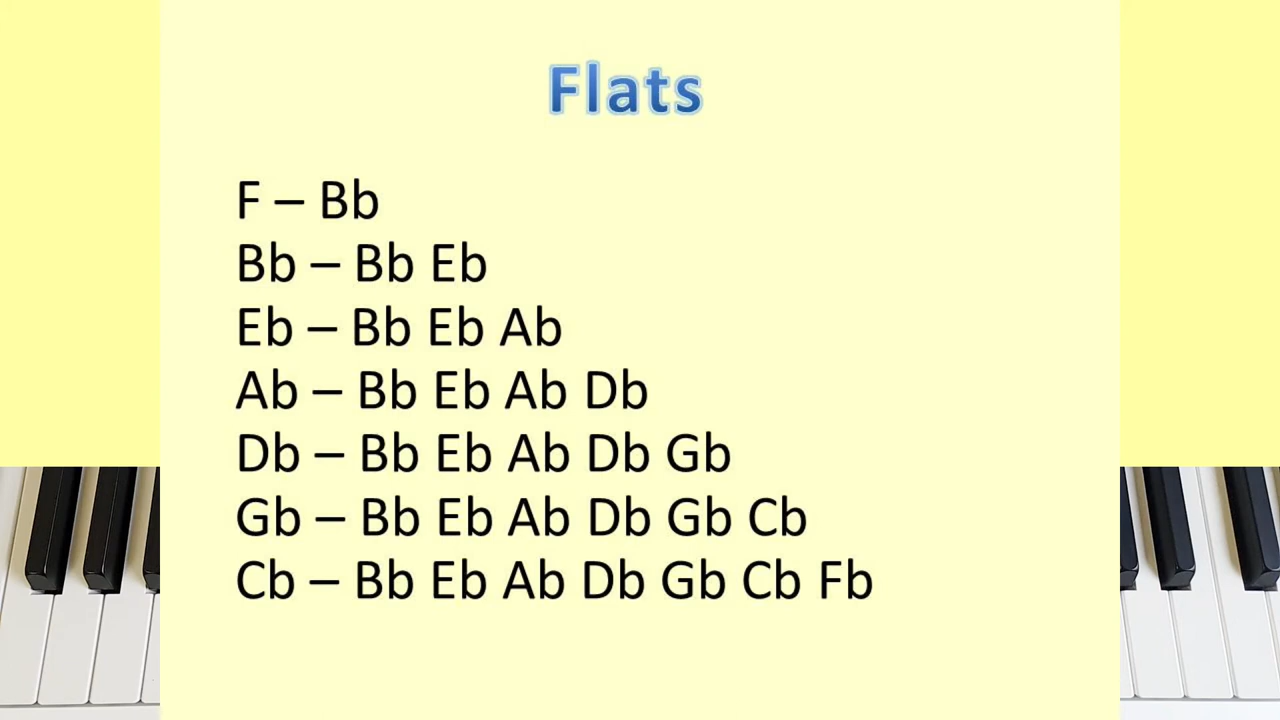 Flats
F – Bb
Bb – Bb Eb
Eb – Bb Eb Ab
Ab – Bb Eb Ab Db
Db – Bb Eb Ab Db Gb
Gb – Bb Eb Ab Db Gb Cb
Cb – Bb Eb Ab Db Gb Cb Fb